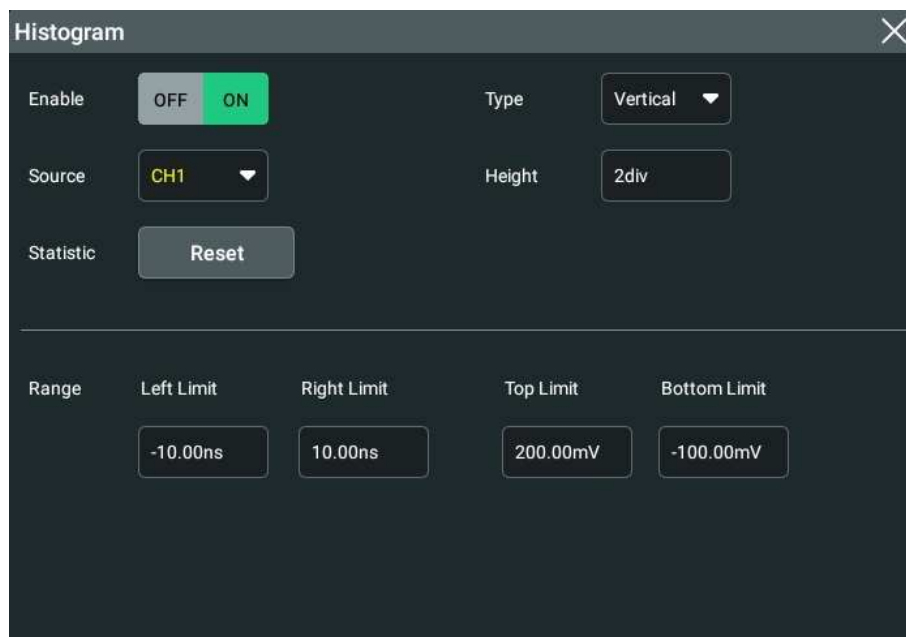 Histogram
Enable OFF ON Type Vertical
Source CH1 Height 2div
Statistic Reset
Range Left Limit Right Limit Top Limit Bottom Limit
-10.00ns 10.00ns 200.00mV -100.00mV